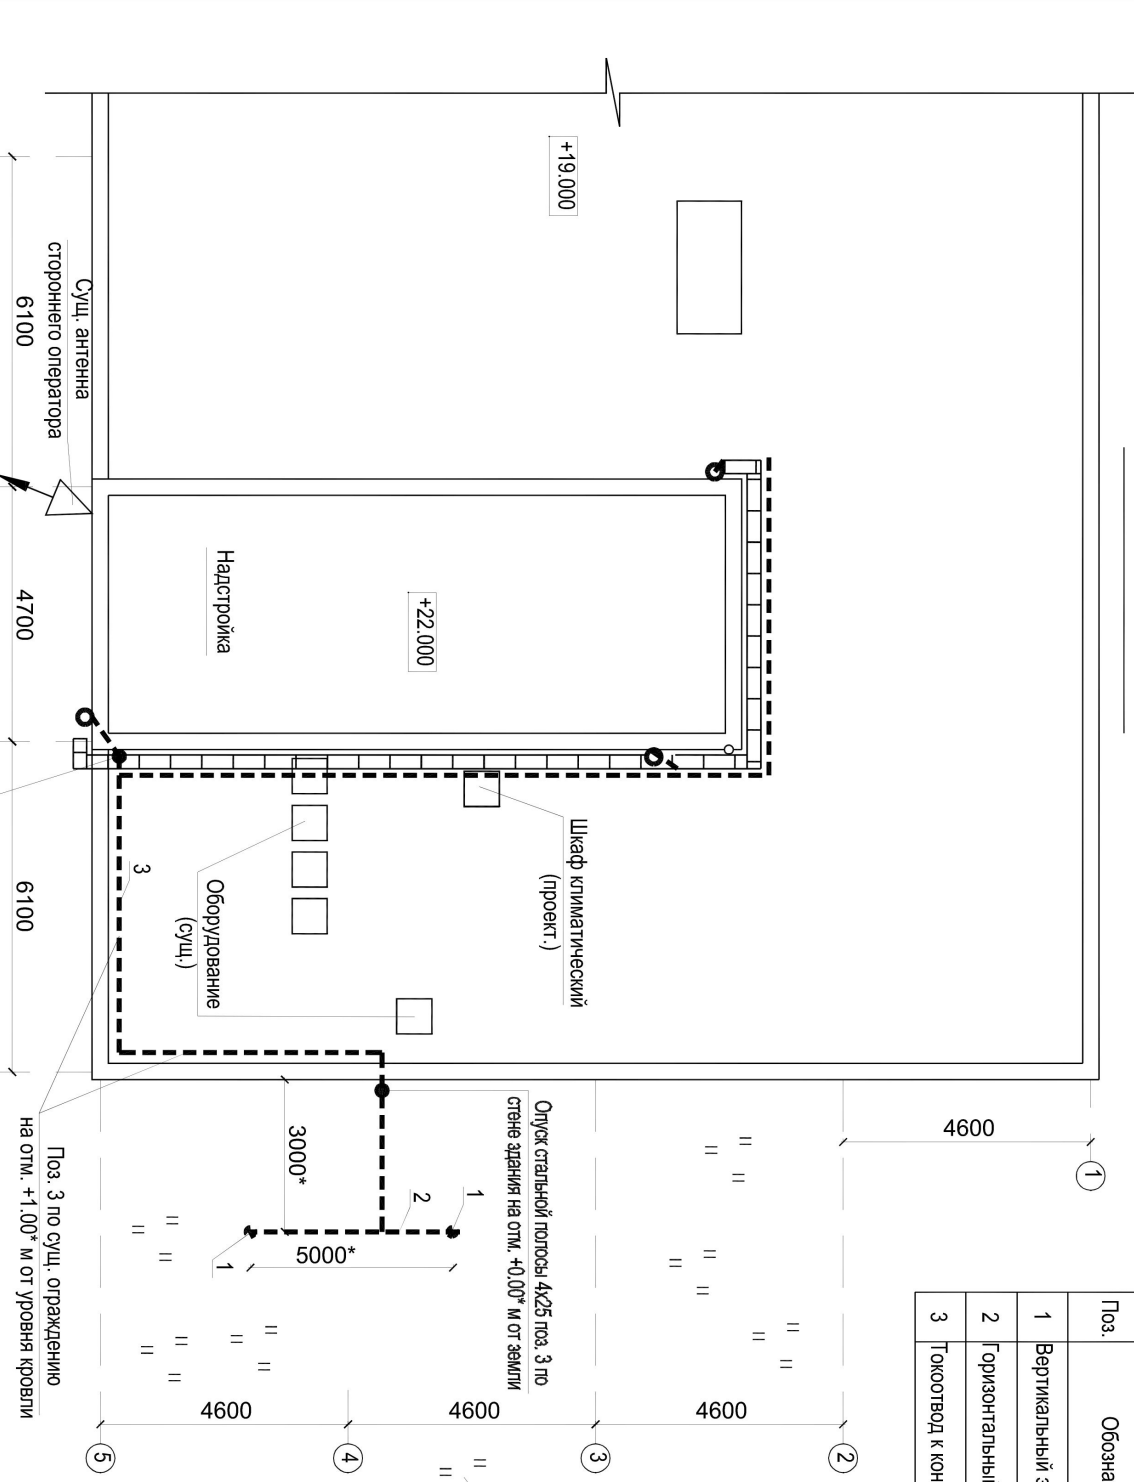 +19.000
Сущ. антенна
стороннего оператора
6100
4700
6100
Надстройка
+22.000
Шкаф климатический
(проект.)
Оборудование
(сущ.)
3
Опуск стальной полосы 4х25 поз. 3 по
стене здания на отм. +0.00* м от земли
Поз. 3 по сущ. ограждению
на отм. +1.00* м от уровня кровли
3000*
5000*
1
2
1
4600
1
4600
4600
4600
5
4
3
2
Поз.
1
Вертикальный
2
Горизонтальны
3
Токоотвод к кон
Обозна